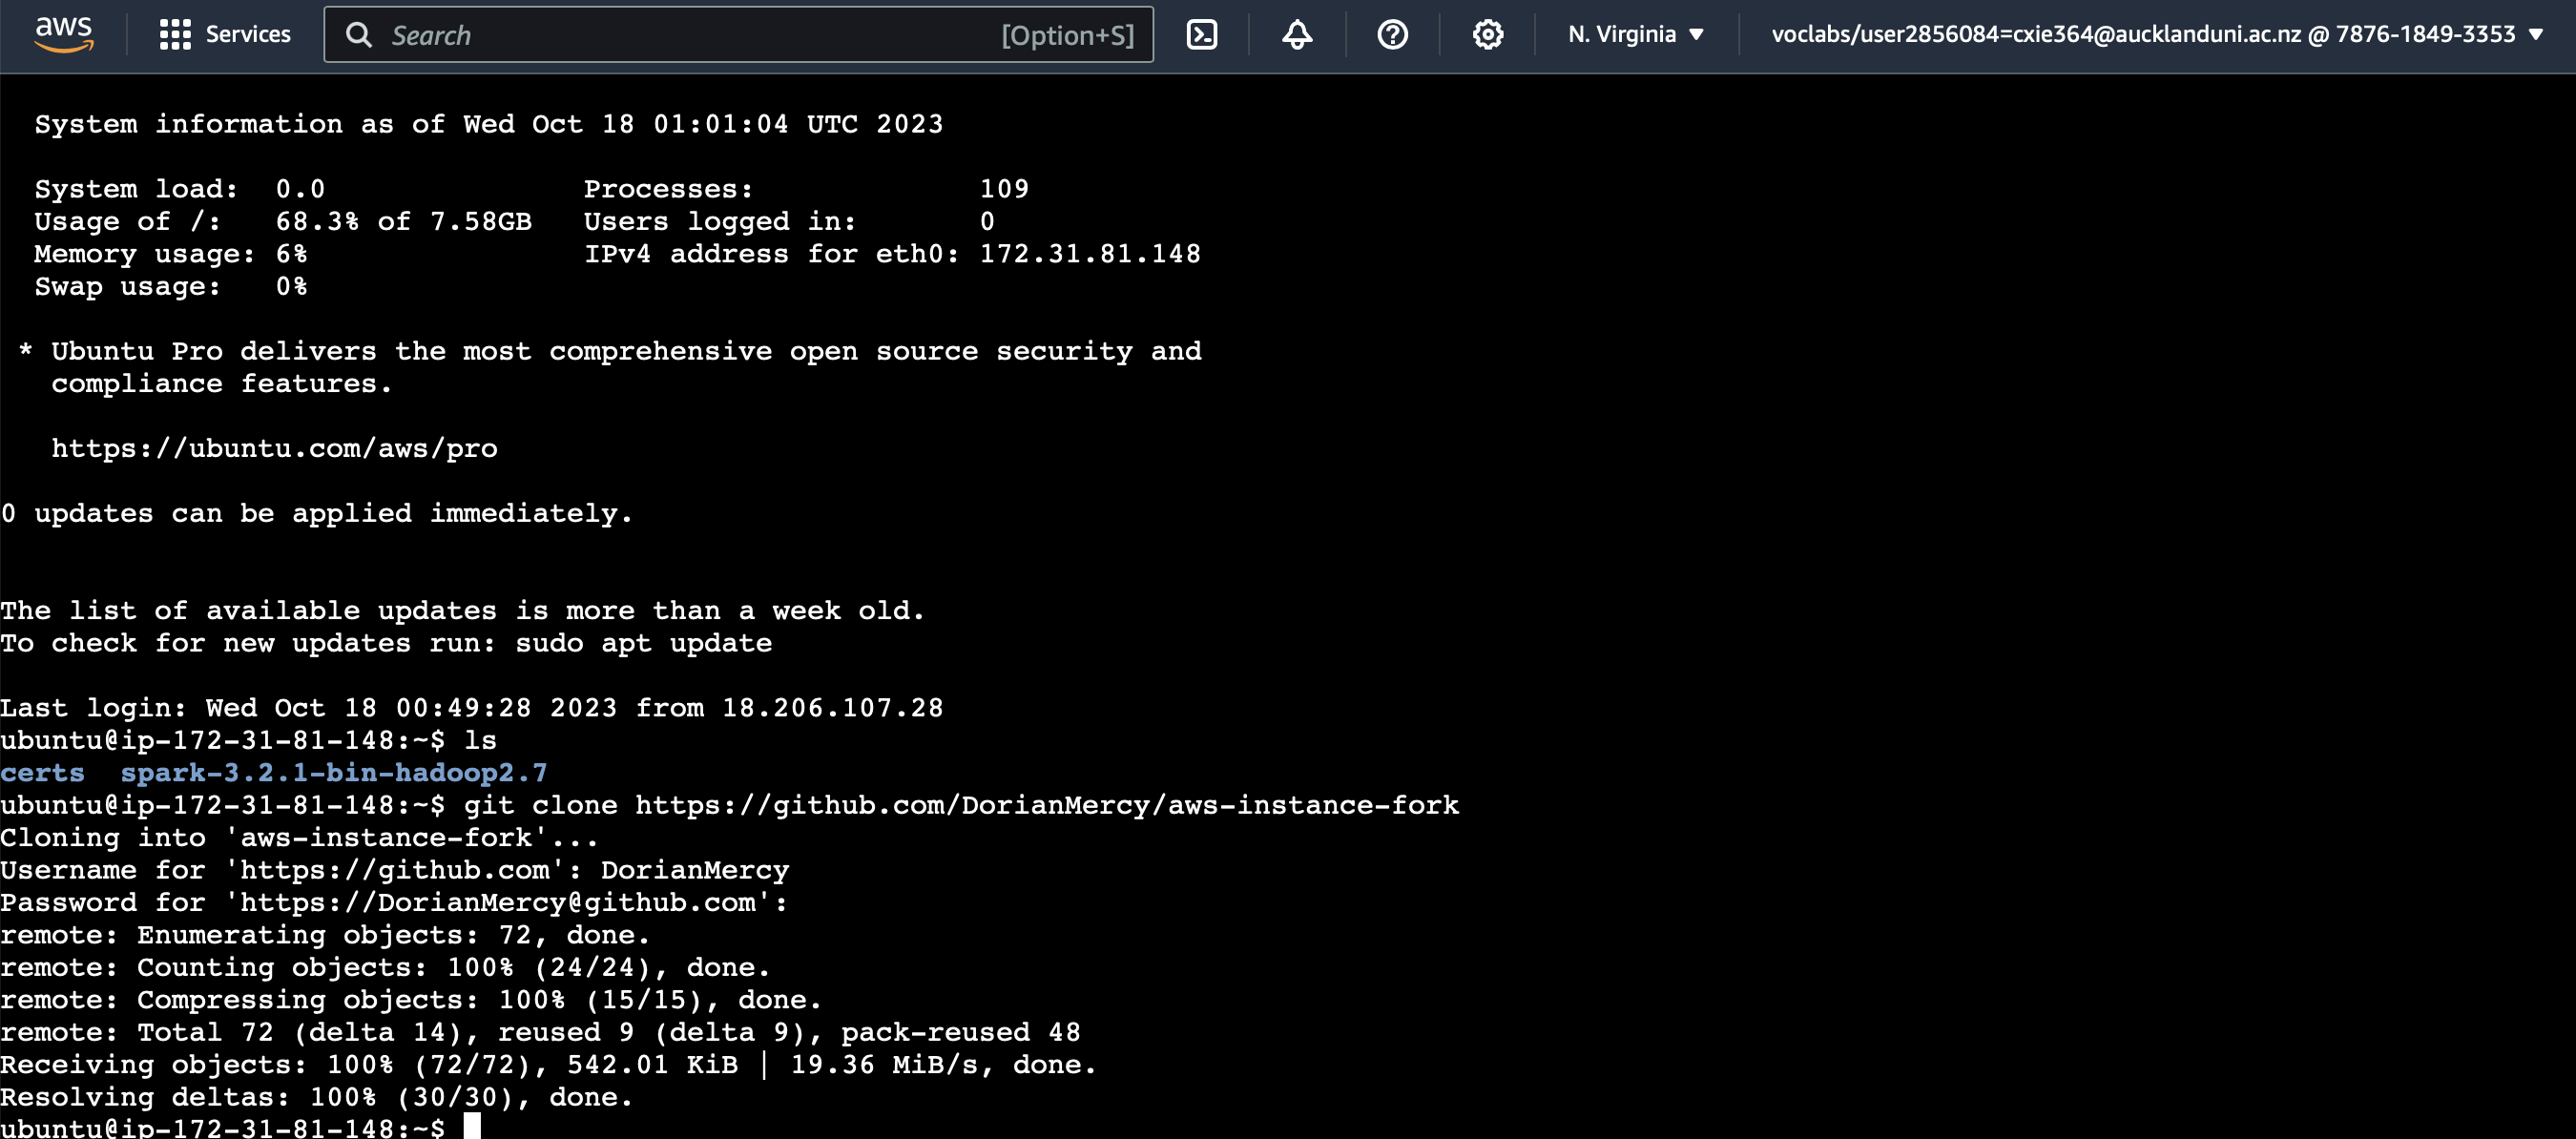 aws Services Search [Option+S] N. Virginia voclabs/user2856084=cxie364@aucklanduni.ac.nz @ 7876-1849-3353
System information as of Wed Oct 18 01:01:04 UTC 2023
System load: 0.0 Processes: 109
Usage of /: 68.3% of 7.58GB Users logged in: 0
Memory usage: 6% IPv4 address for eth0: 172.31.81.148
Swap usage: 0%
* Ubuntu Pro delivers the most comprehensive open source security and
compliance features.
https://ubuntu.com/aws/pro
0 updates can be applied immediately.
The list of available updates is more than a week old.
To check for new updates run: sudo apt update
Last login: Wed Oct 18 00:49:28 2023 from 18.206.107.28
ubuntu@ip-172-31-81-148:~$ ls
certs spark-3.2.1-bin-hadoop2.7
ubuntu@ip-172-31-81-148:~$ git clone https://github.com/DorianMercy/aws-instance-fork
Cloning into 'aws-instance-fork'...
Username for 'https://github.com': DorianMercy
Password for 'https://DorianMercy@github.com':
remote: Enumerating objects: 72, done.
remote: Counting objects: 100% (24/24), done.
remote: Compressing objects: 100% (15/15), done.
remote: Total 72 (delta 14), reused 9 (delta 9), pack-reused 48
Receiving objects: 100% (72/72), 542.01 KiB | 19.36 MiB/s, done.
Resolving deltas: 100% (30/30), done.
ubuntu@ip-172-31-81-148:~$